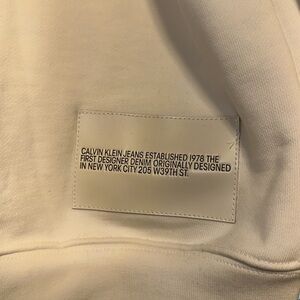 CALVIN KLEIN JEANS ESTABLISHED 1978 THE
FIRST DESIGNER DENIM ORIGINALLY DESIGNED
IN NEW YORK CITY 205 W39TH ST.